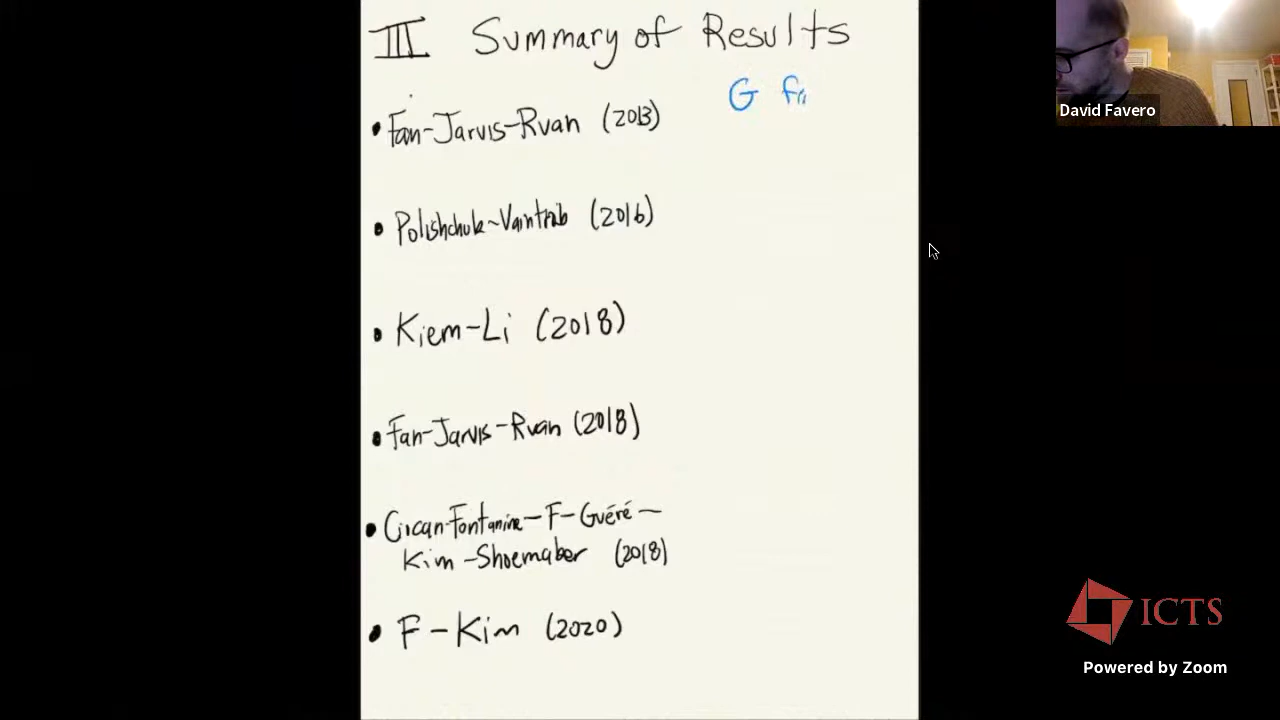 III Summary of Results
G fi
• Fan-Jarvis-Ruan (2013)
• Polishchuk-Vaintrob (2016)
• Kiem-Li (2018)
• Fan-Jarvis-Ruan (2018)
• Ciocan-Fontanine-F-Guéré-
Kim-Shoemaker (2018)
• F-Kim (2020)
David Favero
ICTS
Powered by Zoom